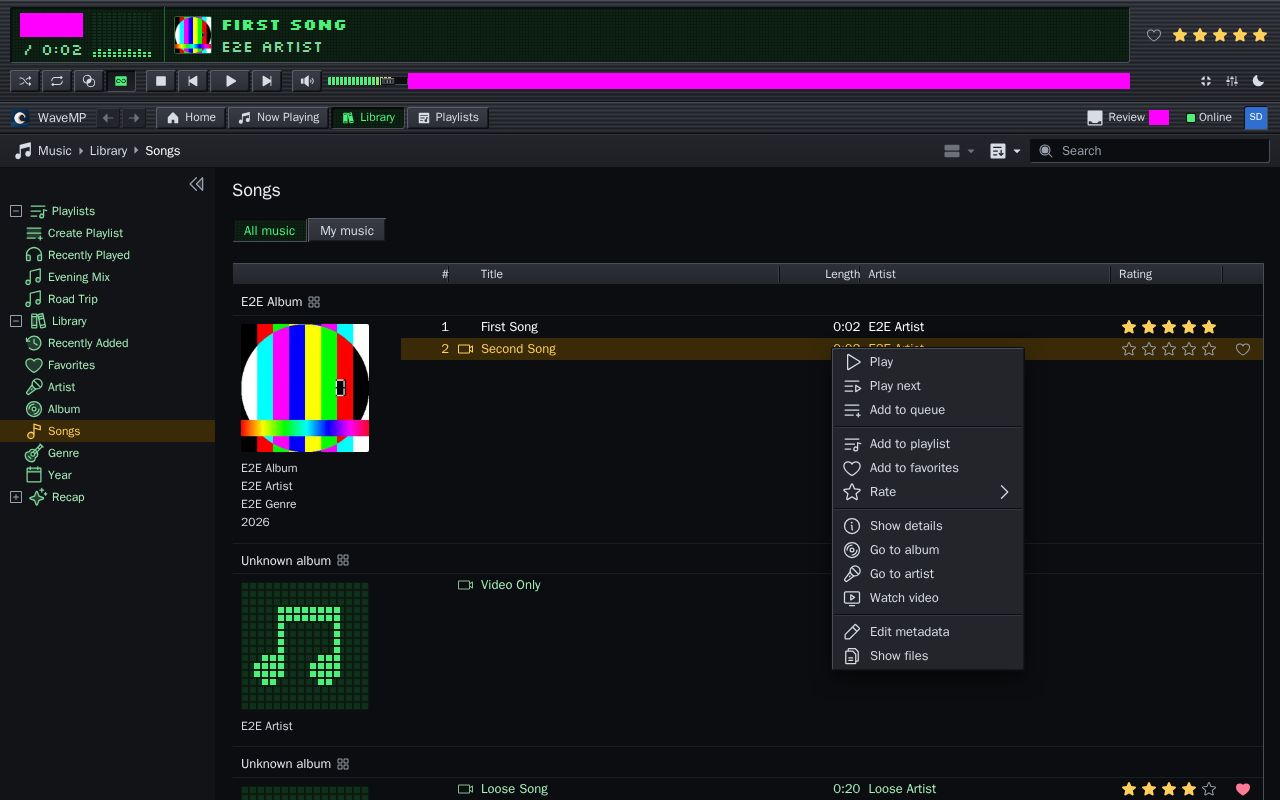 FIRST SONG
/ 0:02
E2E ARTIST
WaveMP
Home
Now Playing
Library
Playlists
Review
Online
SD
Music
Library
Songs
Search
Playlists
Create Playlist
Recently Played
Evening Mix
Road Trip
Library
Recently Added
Favorites
Artist
Album
Songs
Genre
Year
Recap
Songs
All music
My music
# Title Length Artist Rating
E2E Album
1 First Song 0:02 E2E Artist
2 Second Song 0:02 E2E Artist
E2E Album
E2E Artist
E2E Genre
2026
Unknown album
Video Only
E2E Artist
Unknown album
Loose Song 0:20 Loose Artist
Play
Play next
Add to queue
Add to playlist
Add to favorites
Rate
Show details
Go to album
Go to artist
Watch video
Edit metadata
Show files